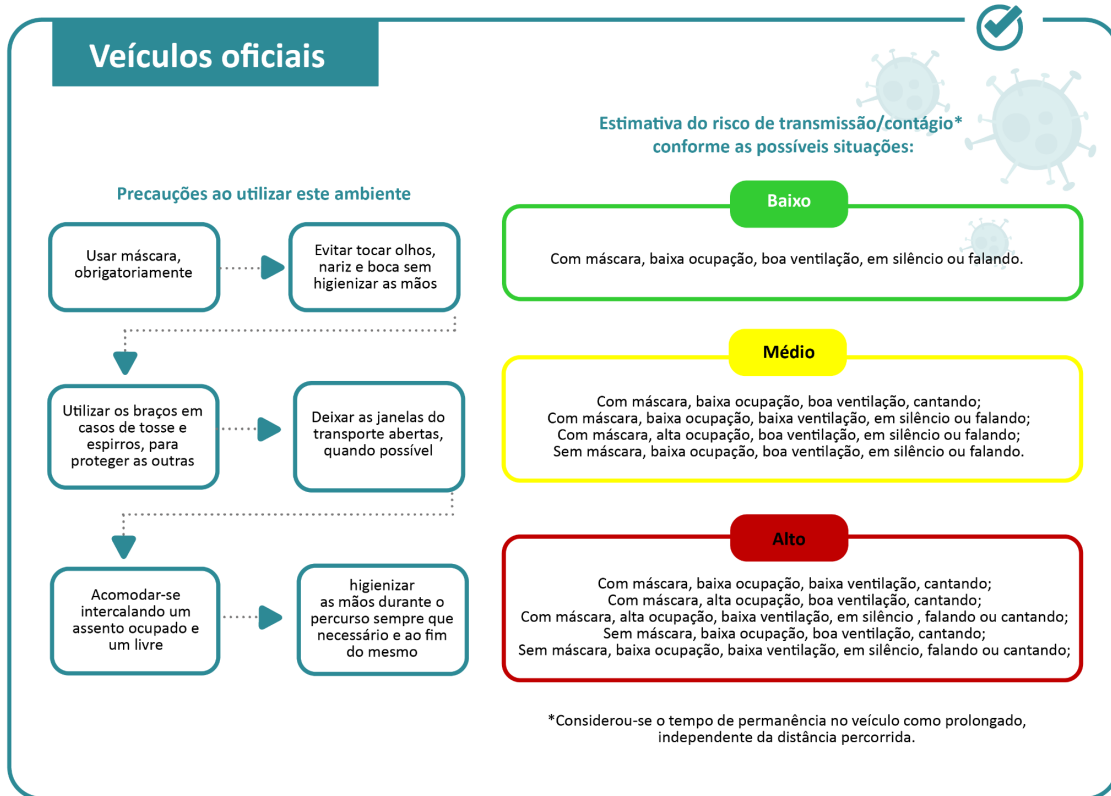 Veículos oficiais
Precauções ao utilizar este ambiente
Usar máscara,
obrigatoriamente
Evitar tocar olhos,
nariz e boca sem
higienizar as mãos
Utilizar os braços em
casos de tosse e
espirros, para
proteger as outras
Deixar as janelas do
transporte abertas,
quando possível
Acomodar-se
intercalando um
assento ocupado e
um livre
higienizar
as mãos durante o
percurso sempre que
necessário e ao fim
do mesmo
Estimativa do risco de transmissão/contágio*
conforme as possíveis situações:
Baixo
Com máscara, baixa ocupação, boa ventilação, em silêncio ou falando.
Médio
Com máscara, baixa ocupação, boa ventilação, cantando;
Com máscara, baixa ocupação, baixa ventilação, em silêncio ou falando;
Com máscara, alta ocupação, boa ventilação, em silêncio ou falando;
Sem máscara, baixa ocupação, boa ventilação, em silêncio ou falando.
Alto
Com máscara, baixa ocupação, baixa ventilação, cantando;
Com máscara, alta ocupação, boa ventilação, cantando;
Com máscara, alta ocupação, baixa ventilação, em silêncio , falando ou cantando;
Sem máscara, baixa ocupação, boa ventilação, cantando;
Sem máscara, baixa ocupação, baixa ventilação, em silêncio, falando ou cantando;
*Considerou-se o tempo de permanência no veículo como prolongado,
independente da distância percorrida.